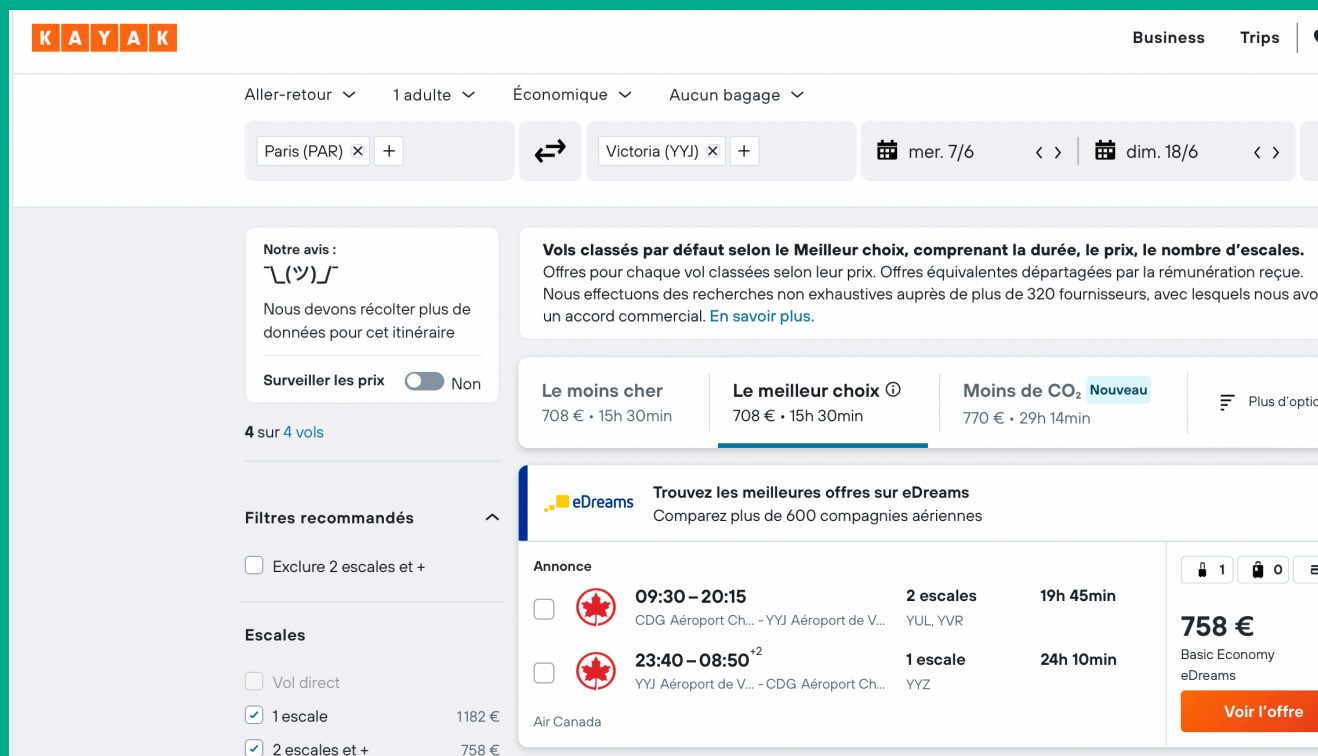 KAYAK
Business Trips
Aller-retour 1 adulte Économique Aucun bagage
Paris (PAR) × + Victoria (YYJ) × + mer. 7/6 dim. 18/6
Notre avis :
¯\_(ツ)_/¯
Nous devons récolter plus de
données pour cet itinéraire
Surveiller les prix Non
4 sur 4 vols
Filtres recommandés
Exclure 2 escales et +
Escales
Vol direct
1 escale 1182 €
2 escales et + 758 €
Vols classés par défaut selon le Meilleur choix, comprenant la durée, le prix, le nombre d’escales.
Offres pour chaque vol classées selon leur prix. Offres équivalentes départagées par la rémunération reçue.
Nous effectuons des recherches non exhaustives auprès de plus de 320 fournisseurs, avec lesquels nous avo
un accord commercial. En savoir plus.
Le moins cher
708 € • 15h 30min
Le meilleur choix
708 € • 15h 30min
Moins de CO₂ Nouveau
770 € • 29h 14min
Plus d’optio
eDreams
Trouvez les meilleures offres sur eDreams
Comparez plus de 600 compagnies aériennes
Annonce
09:30 – 20:15 2 escales 19h 45min
CDG Aéroport Ch... - YYJ Aéroport de V... YUL, YVR
23:40 – 08:50 +2 1 escale 24h 10min
YYJ Aéroport de V... - CDG Aéroport Ch... YYZ
Air Canada
1 0
758 €
Basic Economy
eDreams
Voir l’offre